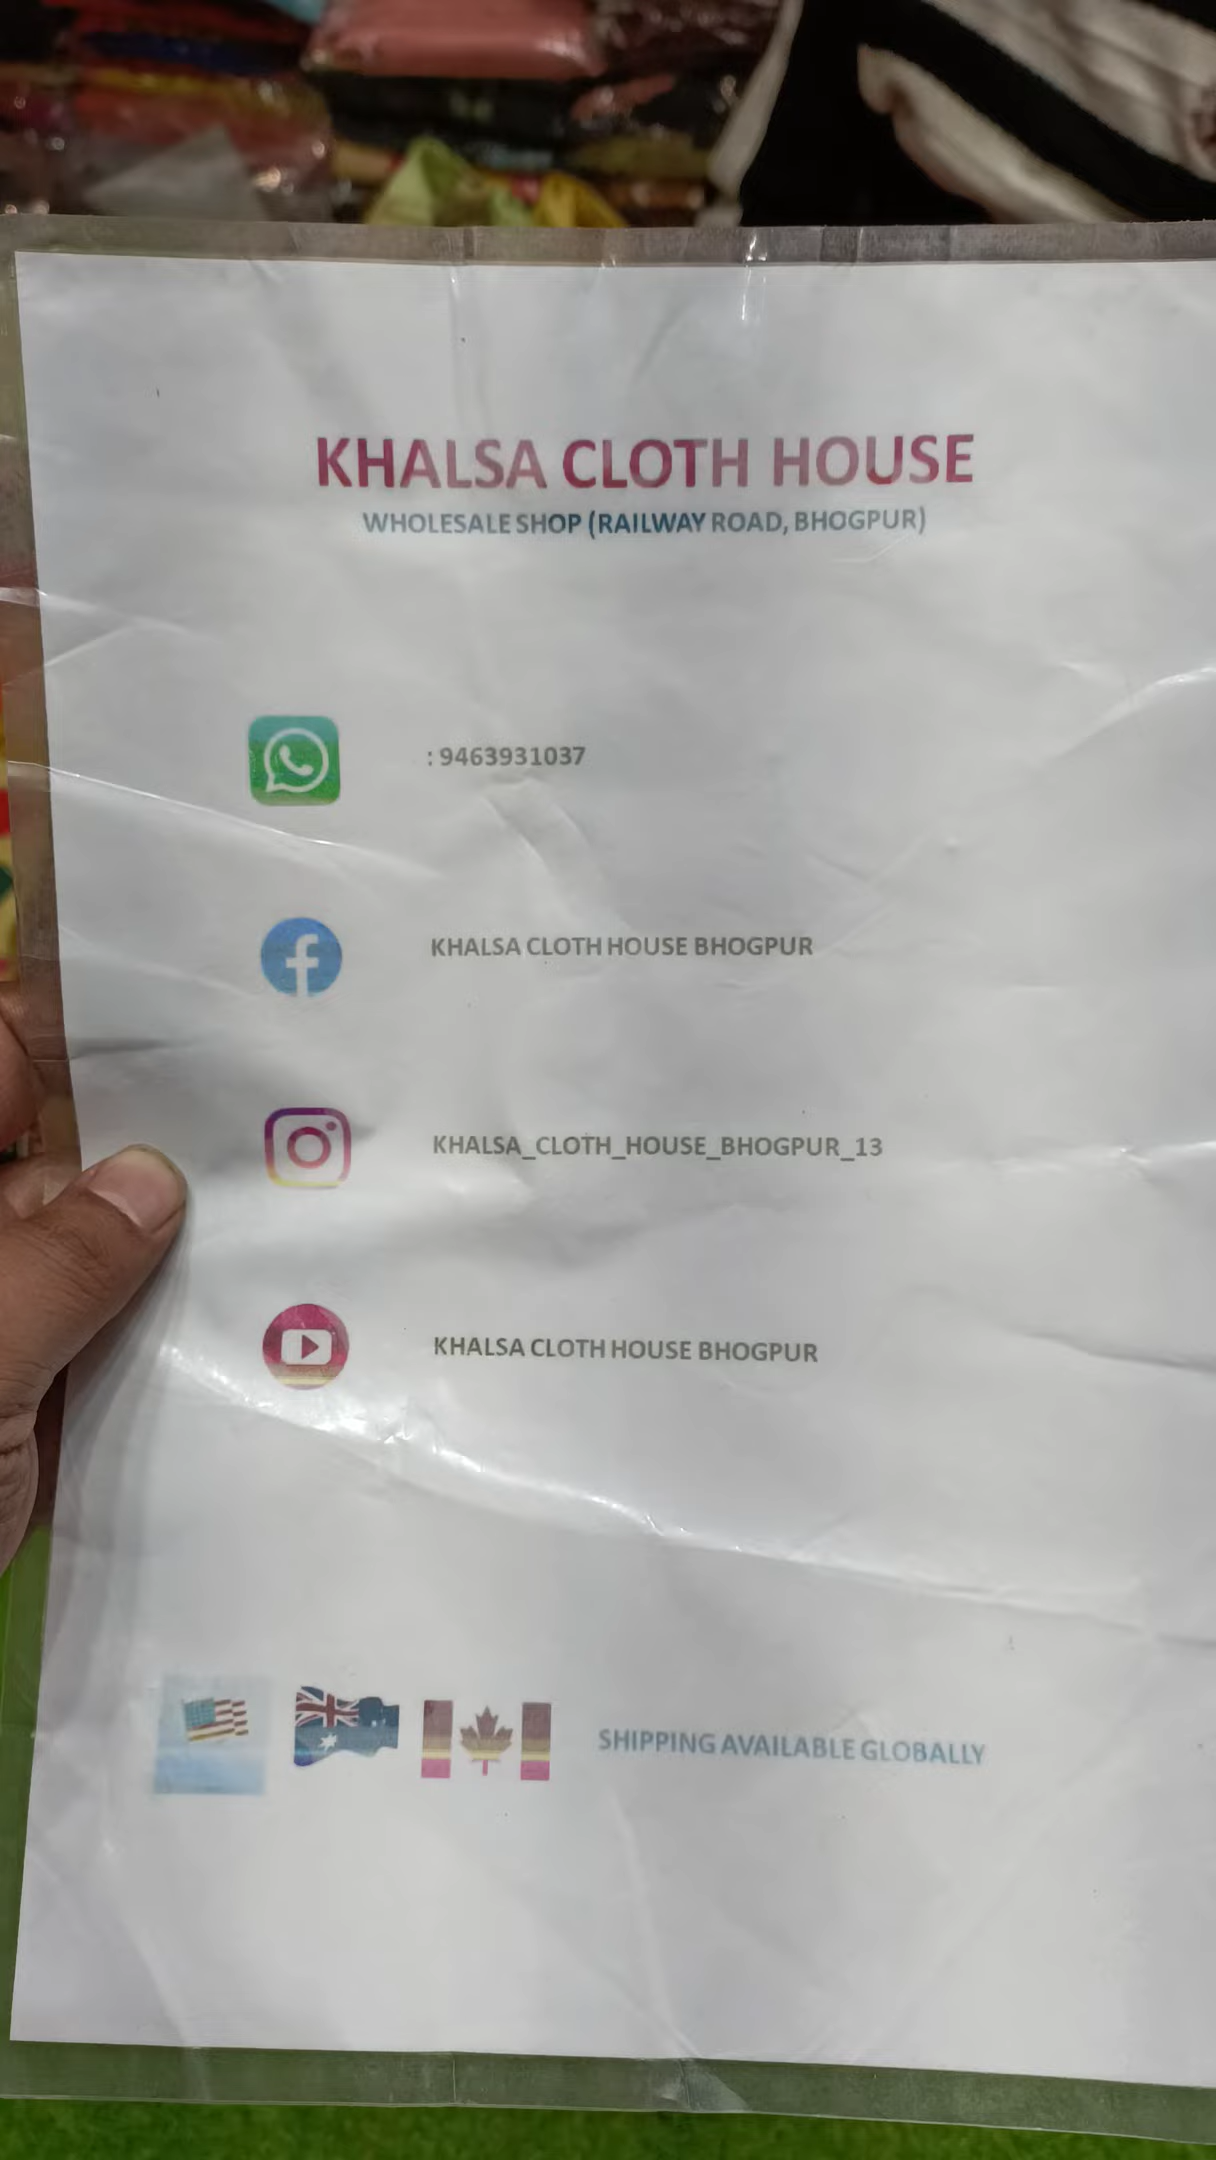 KHALSA CLOTH HOUSE
WHOLESALE SHOP (RAILWAY ROAD, BHOGPUR)
: 9463931037
KHALSA CLOTH HOUSE BHOGPUR
KHALSA_CLOTH_HOUSE_BHOGPUR_13
KHALSA CLOTH HOUSE BHOGPUR
SHIPPING AVAILABLE GLOBALLY